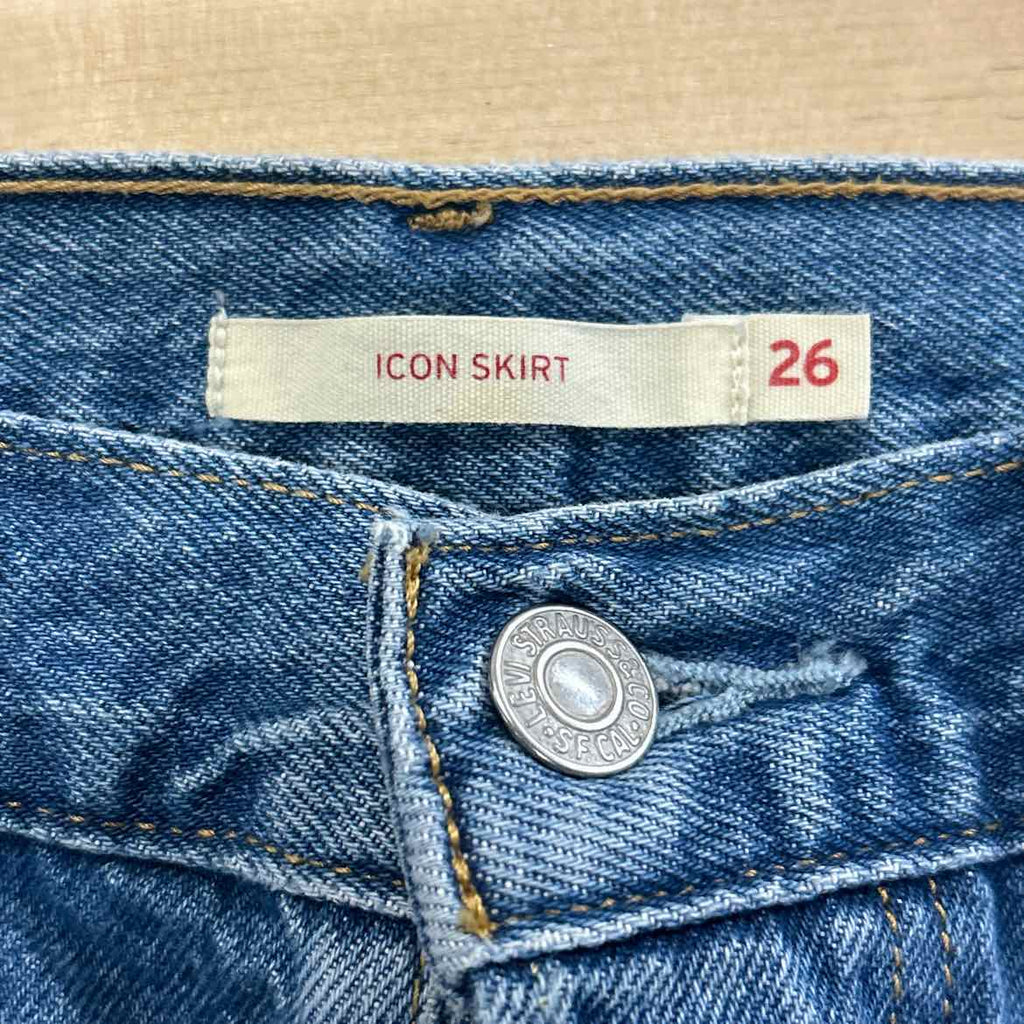 ICON SKIRT
26
LEVI STRAUSS & CO
· S.F. CAL ·